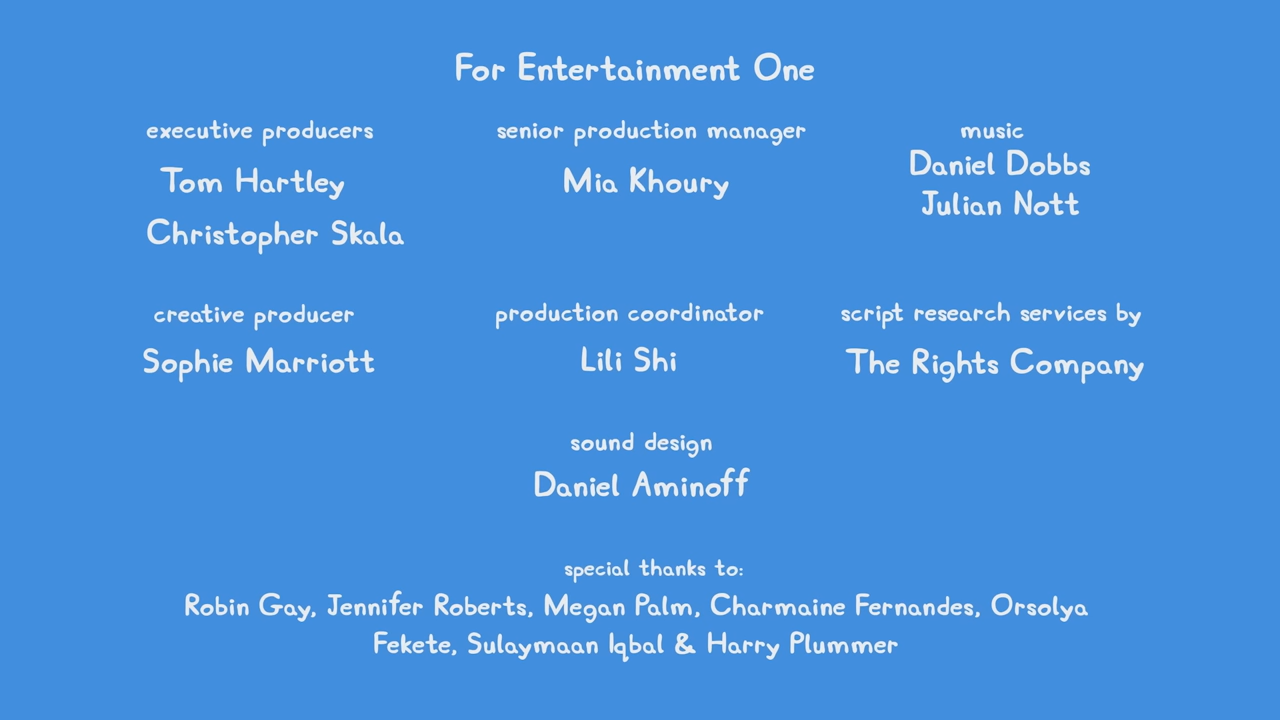 For Entertainment One
executive producers
Tom Hartley
Christopher Skala
senior production manager
Mia Khoury
music
Daniel Dobbs
Julian Nott
creative producer
Sophie Marriott
production coordinator
Lili Shi
script research services by
The Rights Company
sound design
Daniel Aminoff
special thanks to:
Robin Gay, Jennifer Roberts, Megan Palm, Charmaine Fernandes, Orsolya
Fekete, Sulaymaan Iqbal & Harry Plummer